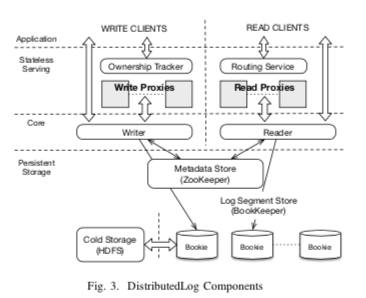 WRITE CLIENTS
READ CLIENTS
Application
Stateless
Serving
Ownership Tracker
Routing Service
Write Proxies
Read Proxies
Core
Writer
Reader
Persistent
Storage
Metadata Store
(ZooKeeper)
Log Segment Store
(BookKeeper)
Cold Storage
(HDFS)
Bookie
Bookie
Bookie
Fig. 3. DistributedLog Components